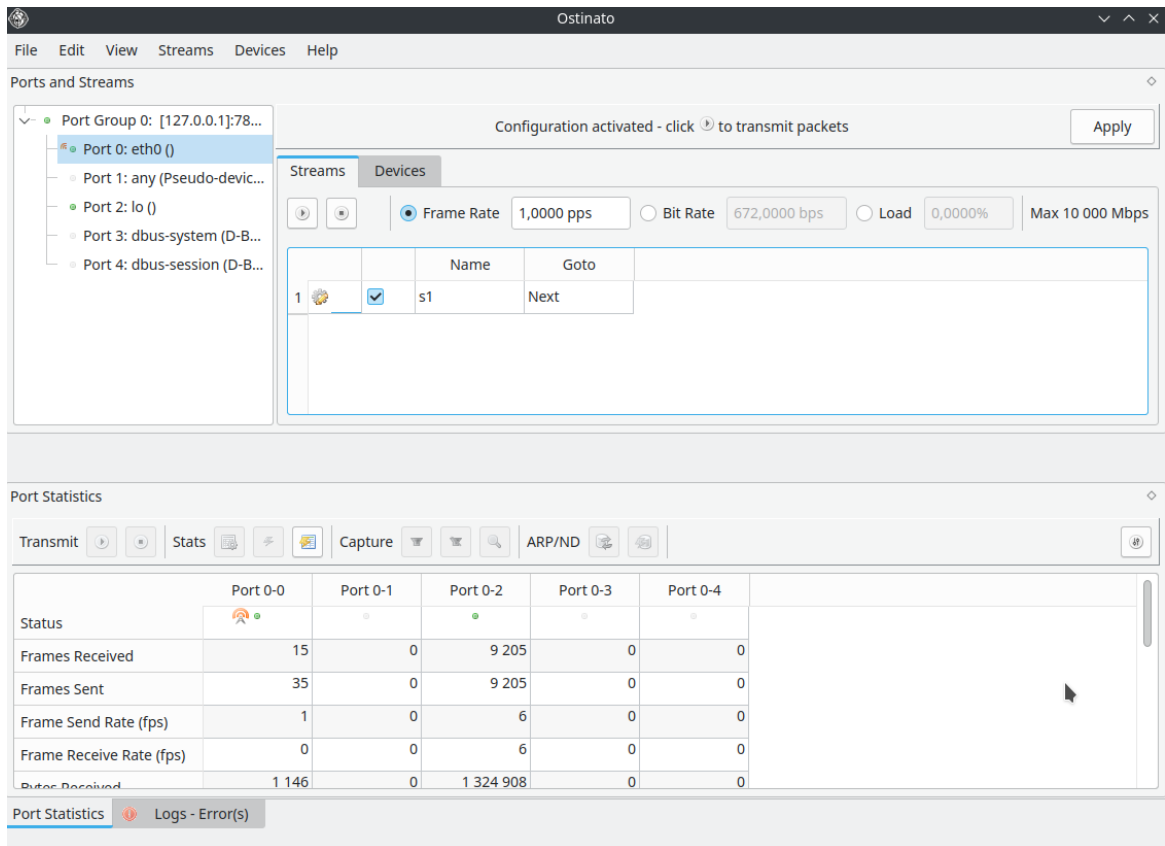 Ostinato
File Edit View Streams Devices Help
Ports and Streams
Port Group 0: [127.0.0.1]:78...
Port 0: eth0 ()
Port 1: any (Pseudo-devic...
Port 2: lo ()
Port 3: dbus-system (D-B...
Port 4: dbus-session (D-B...
Configuration activated - click to transmit packets
Apply
Streams Devices
Frame Rate 1,0000 pps Bit Rate 672,0000 bps Load 0,0000% Max 10 000 Mbps
Name Goto
1 s1 Next
Port Statistics
Transmit Stats Capture ARP/ND
Port 0-0 Port 0-1 Port 0-2 Port 0-3 Port 0-4
Status
Frames Received 15 0 9 205 0 0
Frames Sent 35 0 9 205 0 0
Frame Send Rate (fps) 1 0 6 0 0
Frame Receive Rate (fps) 0 0 6 0 0
Bytes Received 1 146 0 1 324 908 0 0
Port Statistics Logs - Error(s)